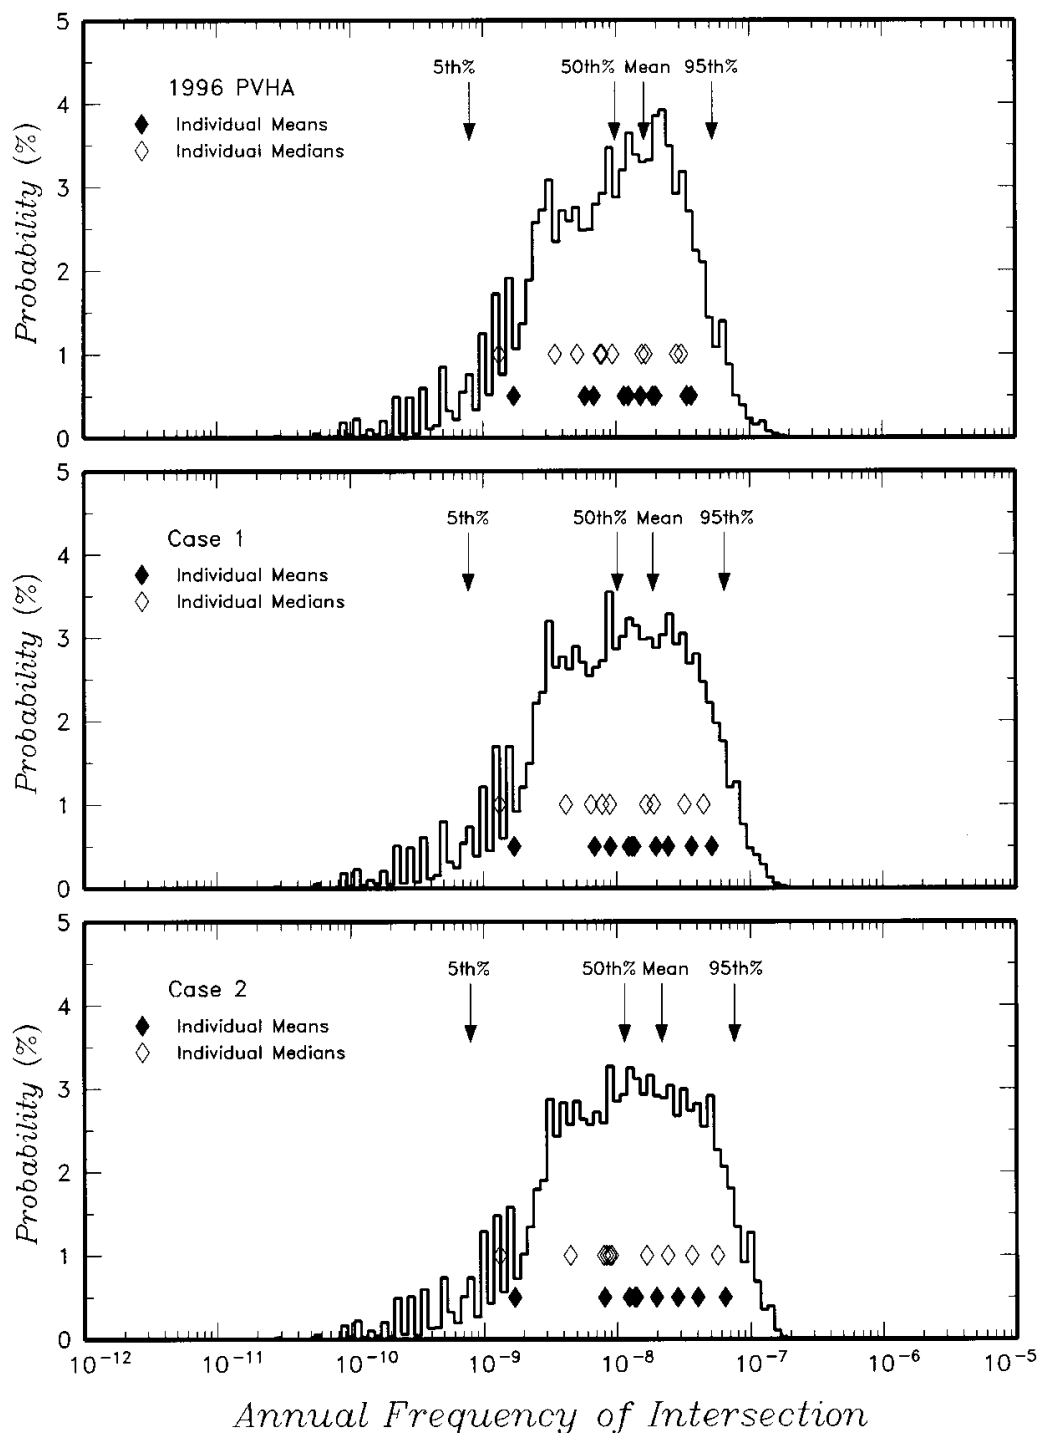 5
5th% 50th% Mean 95th%
1996 PVHA
4
Individual Means
Individual Medians
Probability (%)
3
2
1
0
5
5th% 50th% Mean 95th%
Case 1
4
Individual Means
Individual Medians
Probability (%)
3
2
1
0
5
5th% 50th% Mean 95th%
Case 2
4
Individual Means
Individual Medians
Probability (%)
3
2
1
0
10⁻¹² 10⁻¹¹ 10⁻¹⁰ 10⁻⁹ 10⁻⁸ 10⁻⁷ 10⁻⁶ 10⁻⁵
Annual Frequency of Intersection